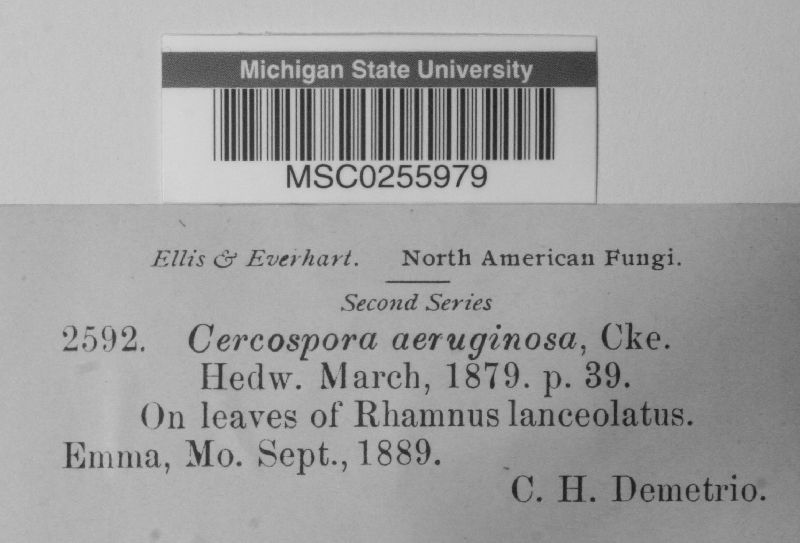 Michigan State University
MSC0255979
Ellis & Everhart. North American Fungi.
Second Series
2592. Cercospora aeruginosa, Cke.
Hedw. March, 1879. p. 39.
On leaves of Rhamnus lanceolatus.
Emma, Mo. Sept., 1889.
C. H. Demetrio.